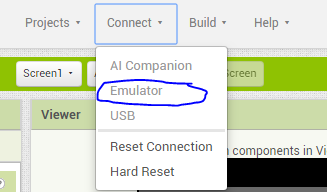 Projects Connect Build Help
AI Companion
Screen1 A Screen
Emulator
Viewer USB
Reset Connection components in Vi
Hard Reset